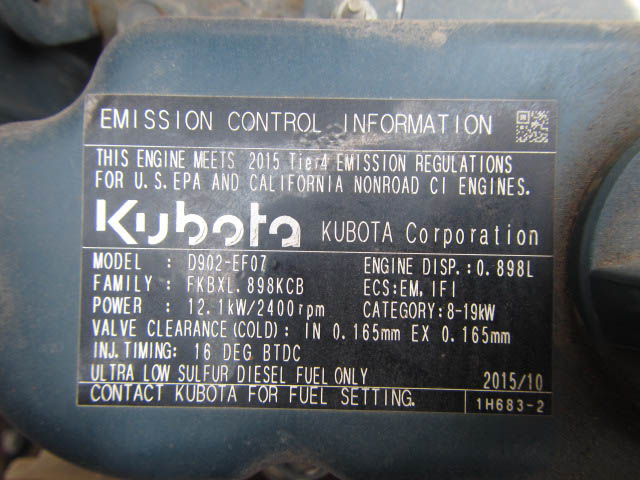 EMISSION CONTROL INFORMATION
THIS ENGINE MEETS 2015 Tier4 EMISSION REGULATIONS
FOR U.S.EPA AND CALIFORNIA NONROAD CI ENGINES.
Kubota KUBOTA Corporation
MODEL : D902-EF07 ENGINE DISP.:0.898L
FAMILY : FKBXL.898KCB ECS:EM,IFI
POWER : 12.1kW/2400rpm CATEGORY:8-19kW
VALVE CLEARANCE(COLD): IN 0.165mm EX 0.165mm
INJ.TIMING: 16 DEG BTDC
ULTRA LOW SULFUR DIESEL FUEL ONLY 2015/10
CONTACT KUBOTA FOR FUEL SETTING. 1H683-2